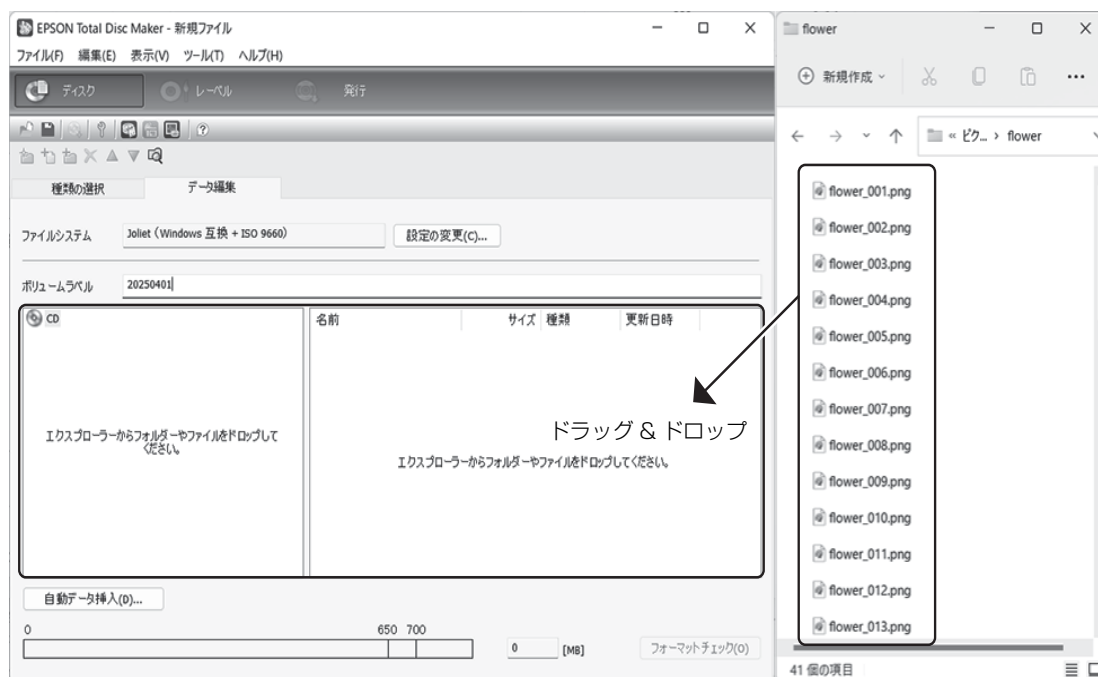 EPSON Total Disc Maker - 新規ファイル
ファイル(F) 編集(E) 表示(V) ツール(T) ヘルプ(H)
ディスク レーベル 発行
種類の選択 データ編集
ファイルシステム Joliet (Windows 互換 + ISO 9660) 設定の変更(C)...
ボリュームラベル 20250401
CD
エクスプローラーからフォルダーやファイルをドロップして
ください。
名前 サイズ 種類 更新日時
ドラッグ & ドロップ
エクスプローラーからフォルダーやファイルをドロップしてください。
自動データ挿入(D)...
0 650 700
0 [MB] フォーマットチェック(O)
flower
新規作成
« ピク... › flower
flower_001.png
flower_002.png
flower_003.png
flower_004.png
flower_005.png
flower_006.png
flower_007.png
flower_008.png
flower_009.png
flower_010.png
flower_011.png
flower_012.png
flower_013.png
41 個の項目